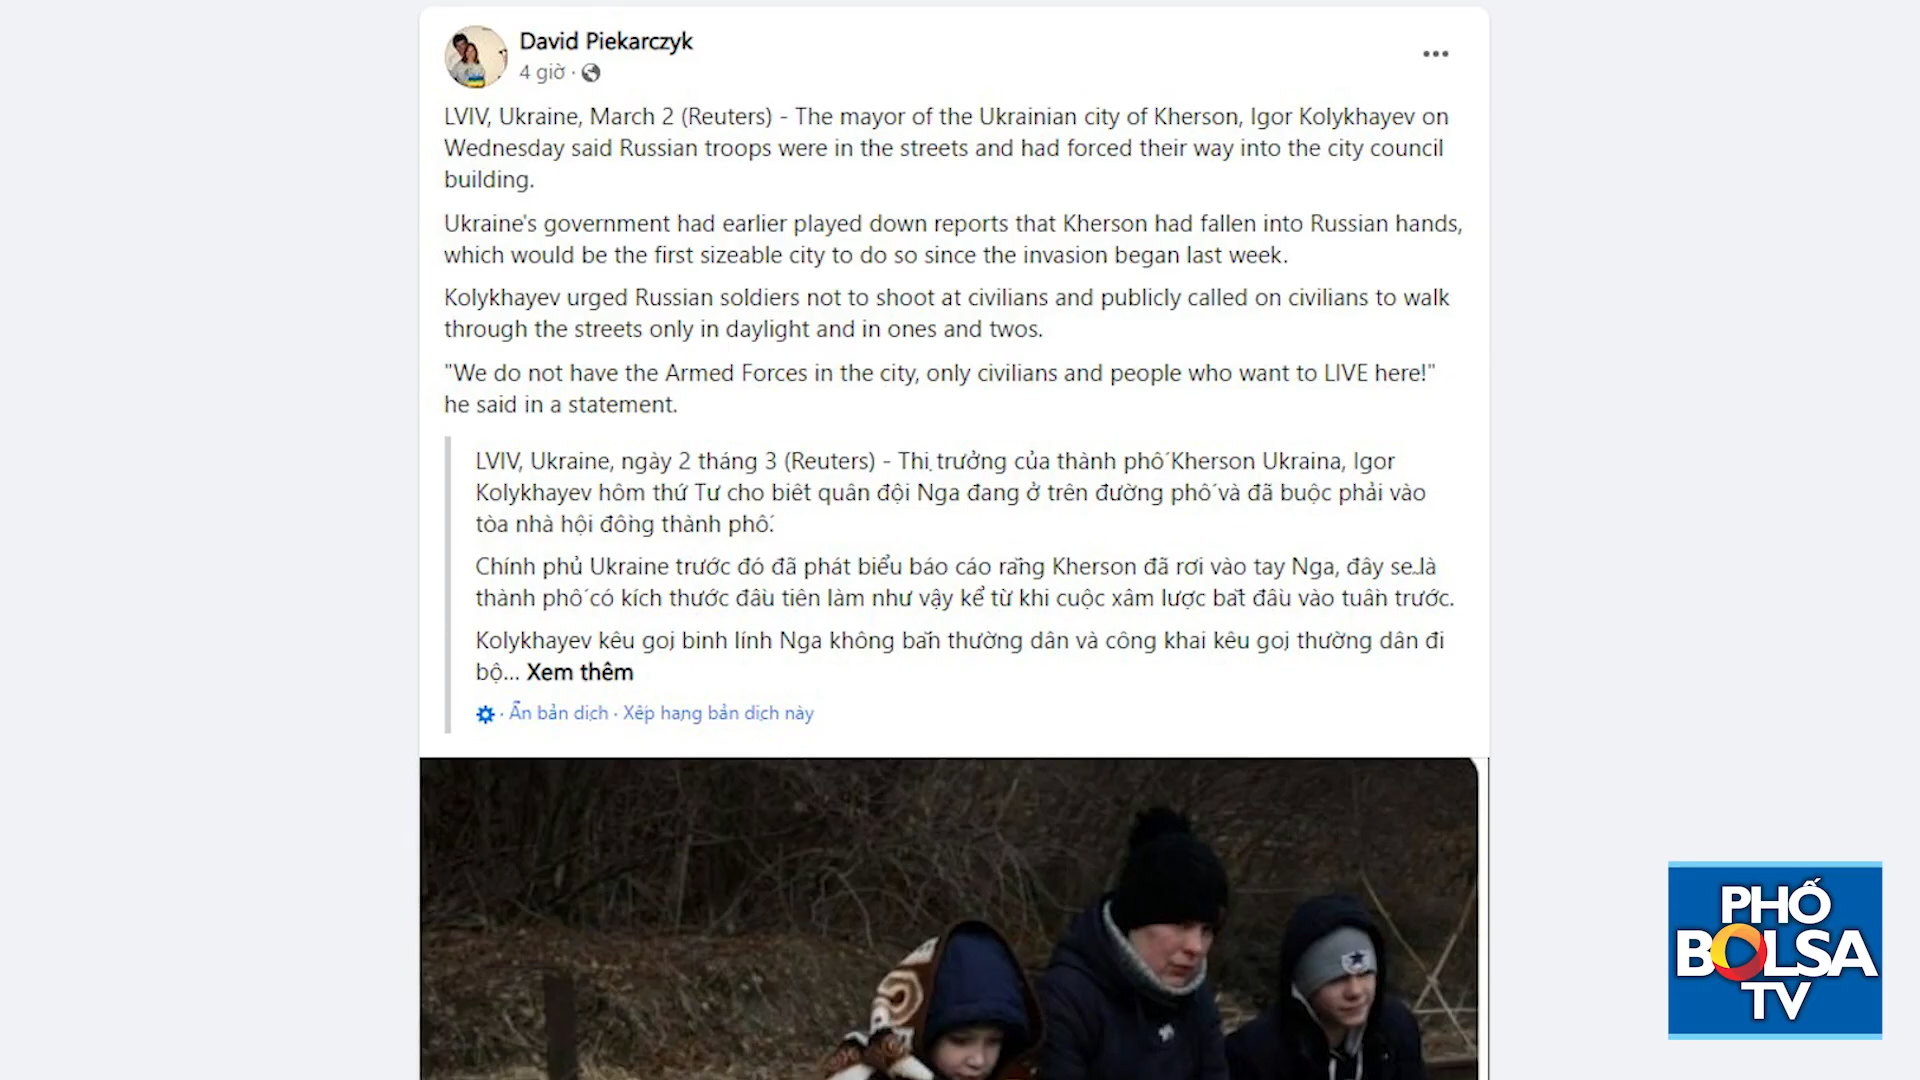 David Piekarczyk
4 giờ ·
LVIV, Ukraine, March 2 (Reuters) - The mayor of the Ukrainian city of Kherson, Igor Kolykhayev on
Wednesday said Russian troops were in the streets and had forced their way into the city council
building.
Ukraine's government had earlier played down reports that Kherson had fallen into Russian hands,
which would be the first sizeable city to do so since the invasion began last week.
Kolykhayev urged Russian soldiers not to shoot at civilians and publicly called on civilians to walk
through the streets only in daylight and in ones and twos.
"We do not have the Armed Forces in the city, only civilians and people who want to LIVE here!"
he said in a statement.
LVIV, Ukraine, ngày 2 tháng 3 (Reuters) - Thị trưởng của thành phố Kherson Ukraina, Igor
Kolykhayev hôm thứ Tư cho biết quân đội Nga đang ở trên đường phố và đã buộc phải vào
tòa nhà hội đồng thành phố.
Chính phủ Ukraine trước đó đã phát biểu báo cáo rằng Kherson đã rơi vào tay Nga, đây sẽ là
thành phố có kích thước đầu tiên làm như vậy kể từ khi cuộc xâm lược bắt đầu vào tuần trước.
Kolykhayev kêu gọi binh lính Nga không bắn thường dân và công khai kêu gọi thường dân đi
bộ... Xem thêm
· Ẩn bản dịch · Xếp hạng bản dịch này
PHỐ
BOLSA
TV